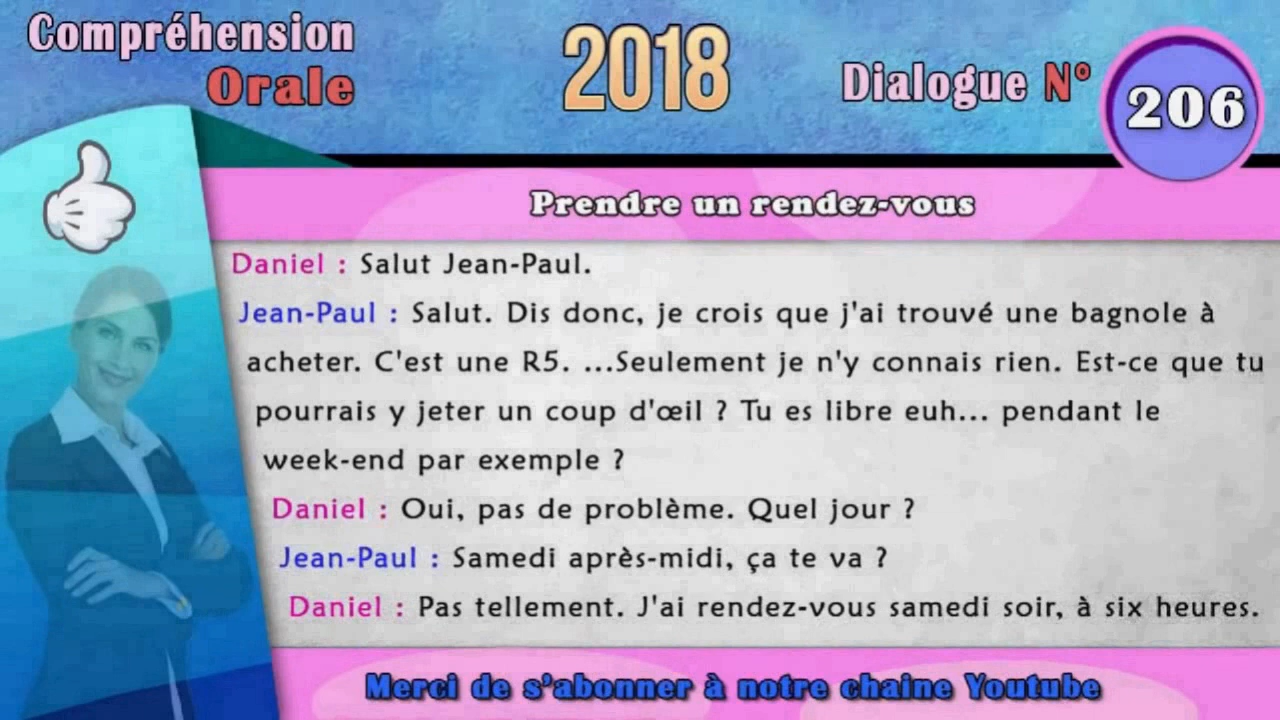 Compréhension
Orale
2018
Dialogue N°
206
Prendre un rendez-vous
Daniel : Salut Jean-Paul.
Jean-Paul : Salut. Dis donc, je crois que j'ai trouvé une bagnole à
acheter. C'est une R5. ...Seulement je n'y connais rien. Est-ce que tu
pourrais y jeter un coup d'œil ? Tu es libre euh... pendant le
week-end par exemple ?
Daniel : Oui, pas de problème. Quel jour ?
Jean-Paul : Samedi après-midi, ça te va ?
Daniel : Pas tellement. J'ai rendez-vous samedi soir, à six heures.
Merci de s'abonner à notre chaine Youtube